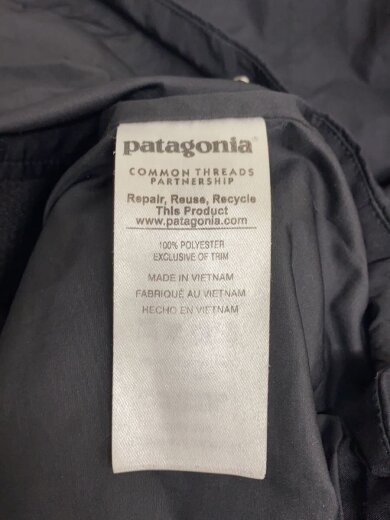 patagonia®
COMMON THREADS
PARTNERSHIP
Repair, Reuse, Recycle
This Product
www.patagonia.com
100% POLYESTER
EXCLUSIVE OF TRIM
MADE IN VIETNAM
FABRIQUÉ AU VIETNAM
HECHO EN VIETNAM